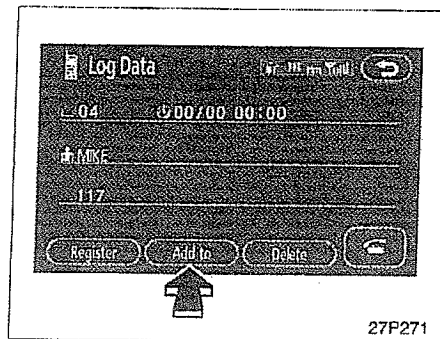 Log Data
04 00/00 00:00
MIKE
117
Register Add to Delete
27P271